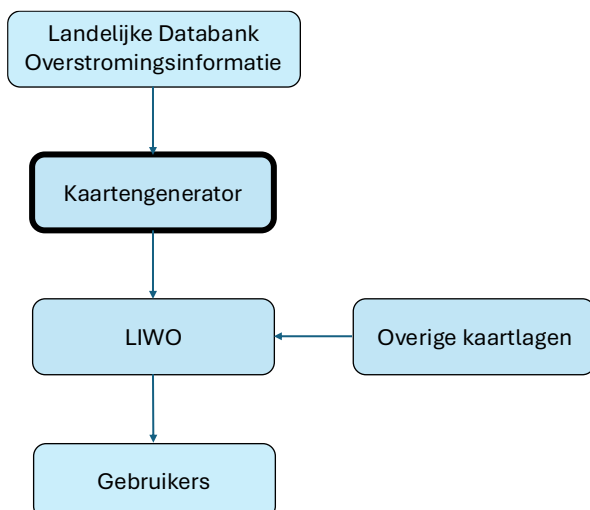 Landelijke Databank
Overstromingsinformatie
Kaartengenerator
LIWO
Overige kaartlagen
Gebruikers